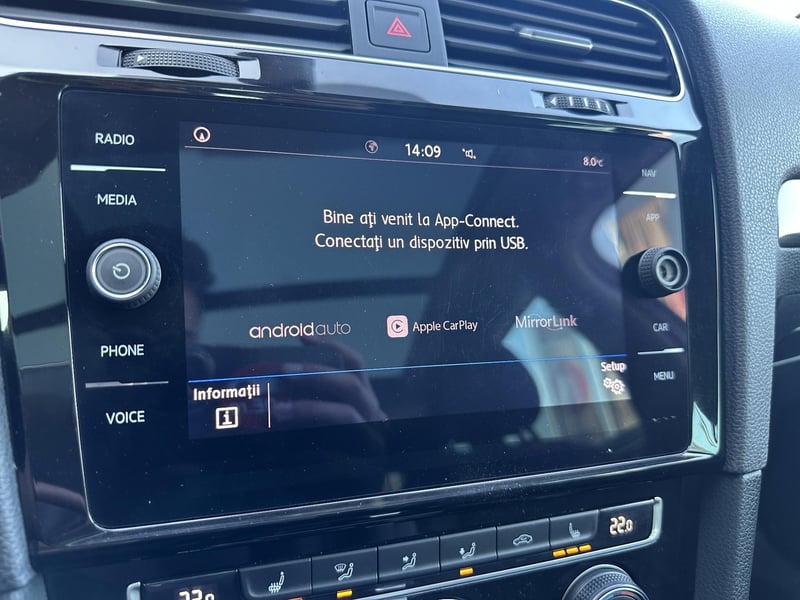 RADIO
MEDIA
PHONE
VOICE
14:09
8.0°C
Bine ați venit la App-Connect.
Conectați un dispozitiv prin USB.
androidauto
Apple CarPlay
MirrorLink
Informații
i
Setup
NAV
APP
CAR
MENU
22.0